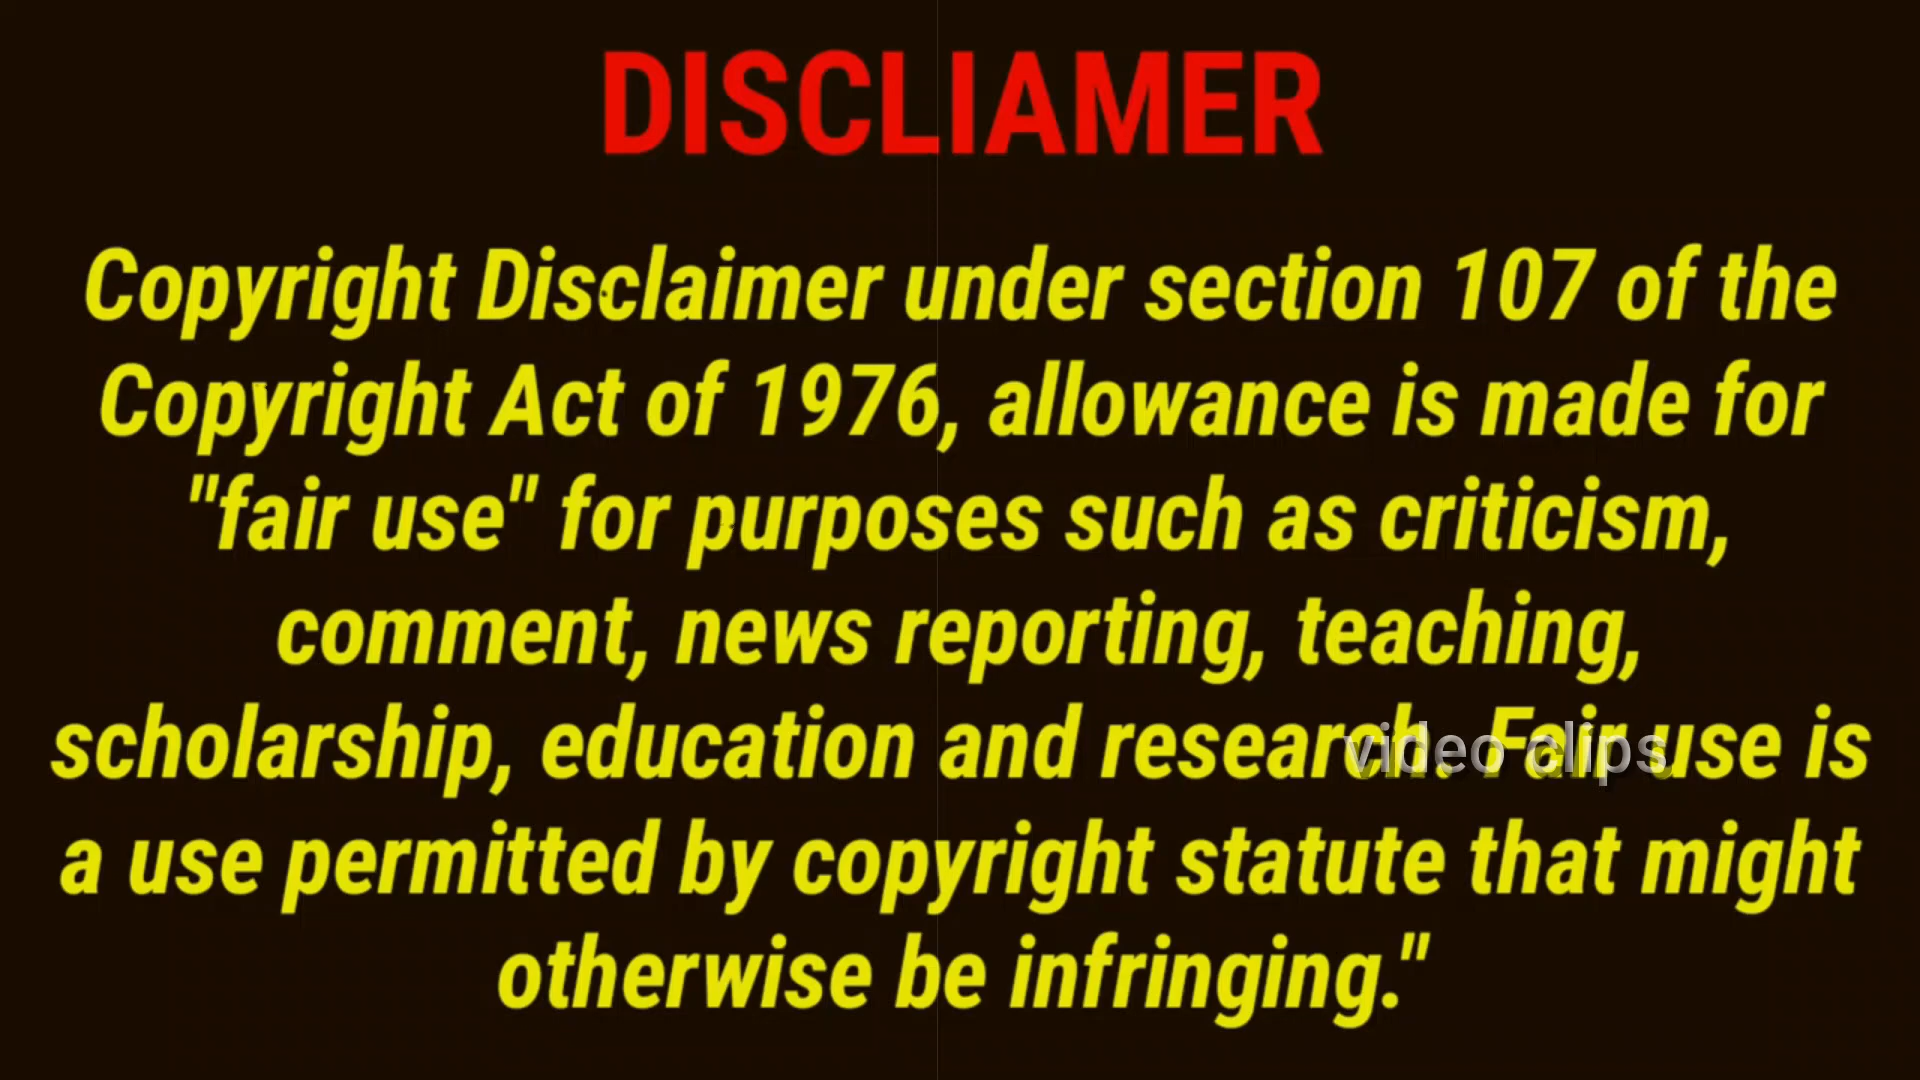 DISCLIAMER
Copyright Disclaimer under section 107 of the
Copyright Act of 1976, allowance is made for
"fair use" for purposes such as criticism,
comment, news reporting, teaching,
scholarship, education and research. Fair use is
video clips
a use permitted by copyright statute that might
otherwise be infringing."